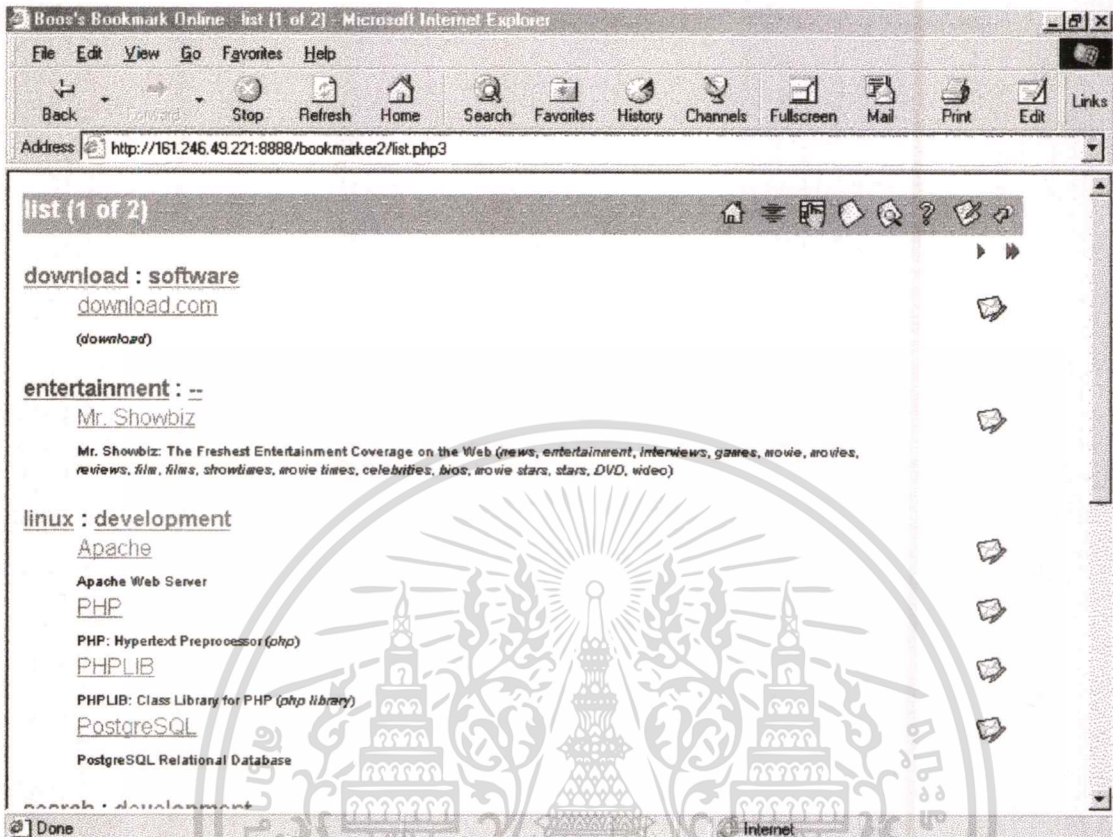 Boos's Bookmark Online : list (1 of 2) - Microsoft Internet Explorer
File Edit View Go Favorites Help
Back Forward Stop Refresh Home Search Favorites History Channels Fullscreen Mail Print Edit Links
Address http://161.246.49.221:8888/bookmarker2/list.php3
list (1 of 2)
download : software
download.com
(download)
entertainment : --
Mr. Showbiz
Mr. Showbiz: The Freshest Entertainment Coverage on the Web (news, entertainment, interviews, games, movie, movies,
reviews, film, films, showtimes, movie times, celebrities, bios, movie stars, stars, DVD, video)
linux : development
Apache
Apache Web Server
PHP
PHP: Hypertext Preprocessor (php)
PHPLIB
PHPLIB: Class Library for PHP (php library)
PostgreSQL
PostgreSQL Relational Database
search : development
Done Internet